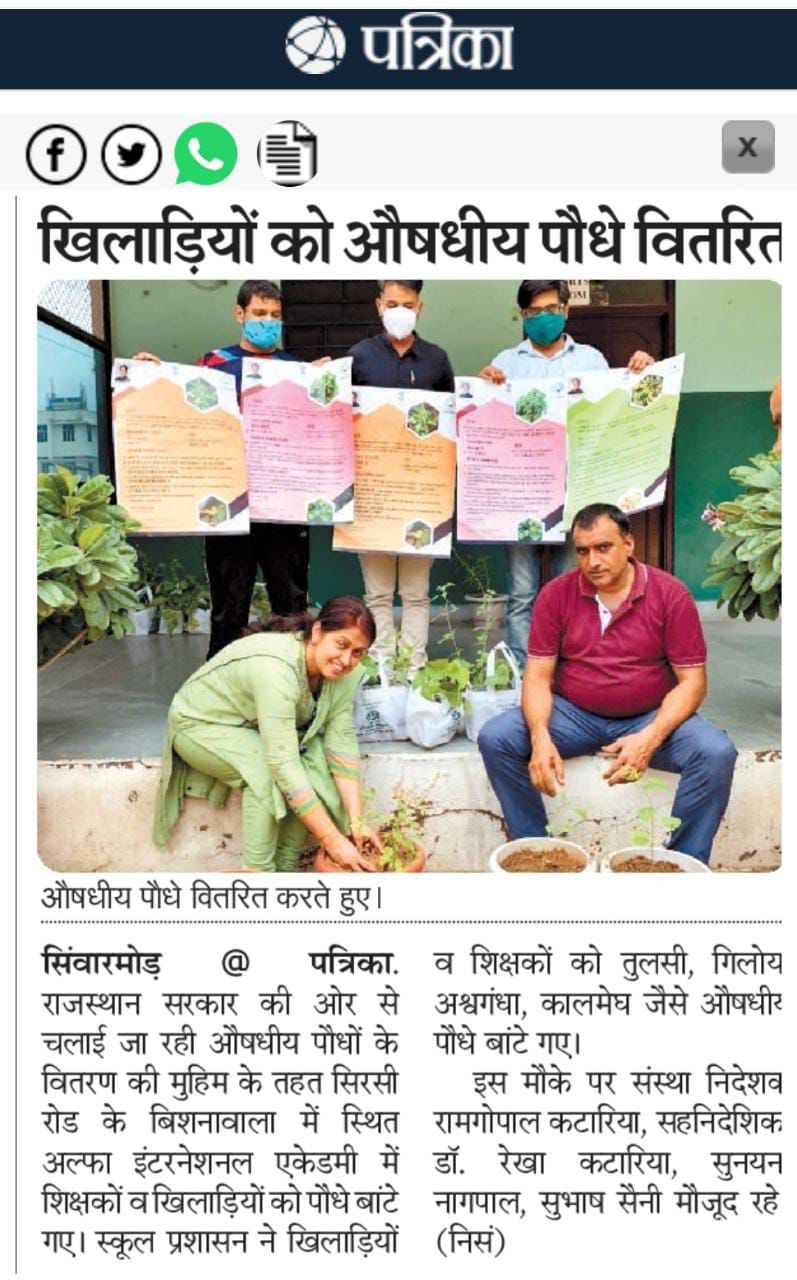 पत्रिका
x
खिलाड़ियों को औषधीय पौधे वितरित
औषधीय पौधे वितरित करते हुए।
सिंवारमोड़ @ पत्रिका.
राजस्थान सरकार की ओर से
चलाई जा रही औषधीय पौधों के
वितरण की मुहिम के तहत सिरसी
रोड के बिशनावाला में स्थित
अल्फा इंटरनेशनल एकेडमी में
शिक्षकों व खिलाड़ियों को पौधे बांटे
गए। स्कूल प्रशासन ने खिलाड़ियों
व शिक्षकों को तुलसी, गिलोय
अश्वगंधा, कालमेघ जैसे औषधीय
पौधे बांटे गए।
इस मौके पर संस्था निदेशक
रामगोपाल कटारिया, सहनिदेशिक
डॉ. रेखा कटारिया, सुनयन
नागपाल, सुभाष सैनी मौजूद रहे
(निसं)